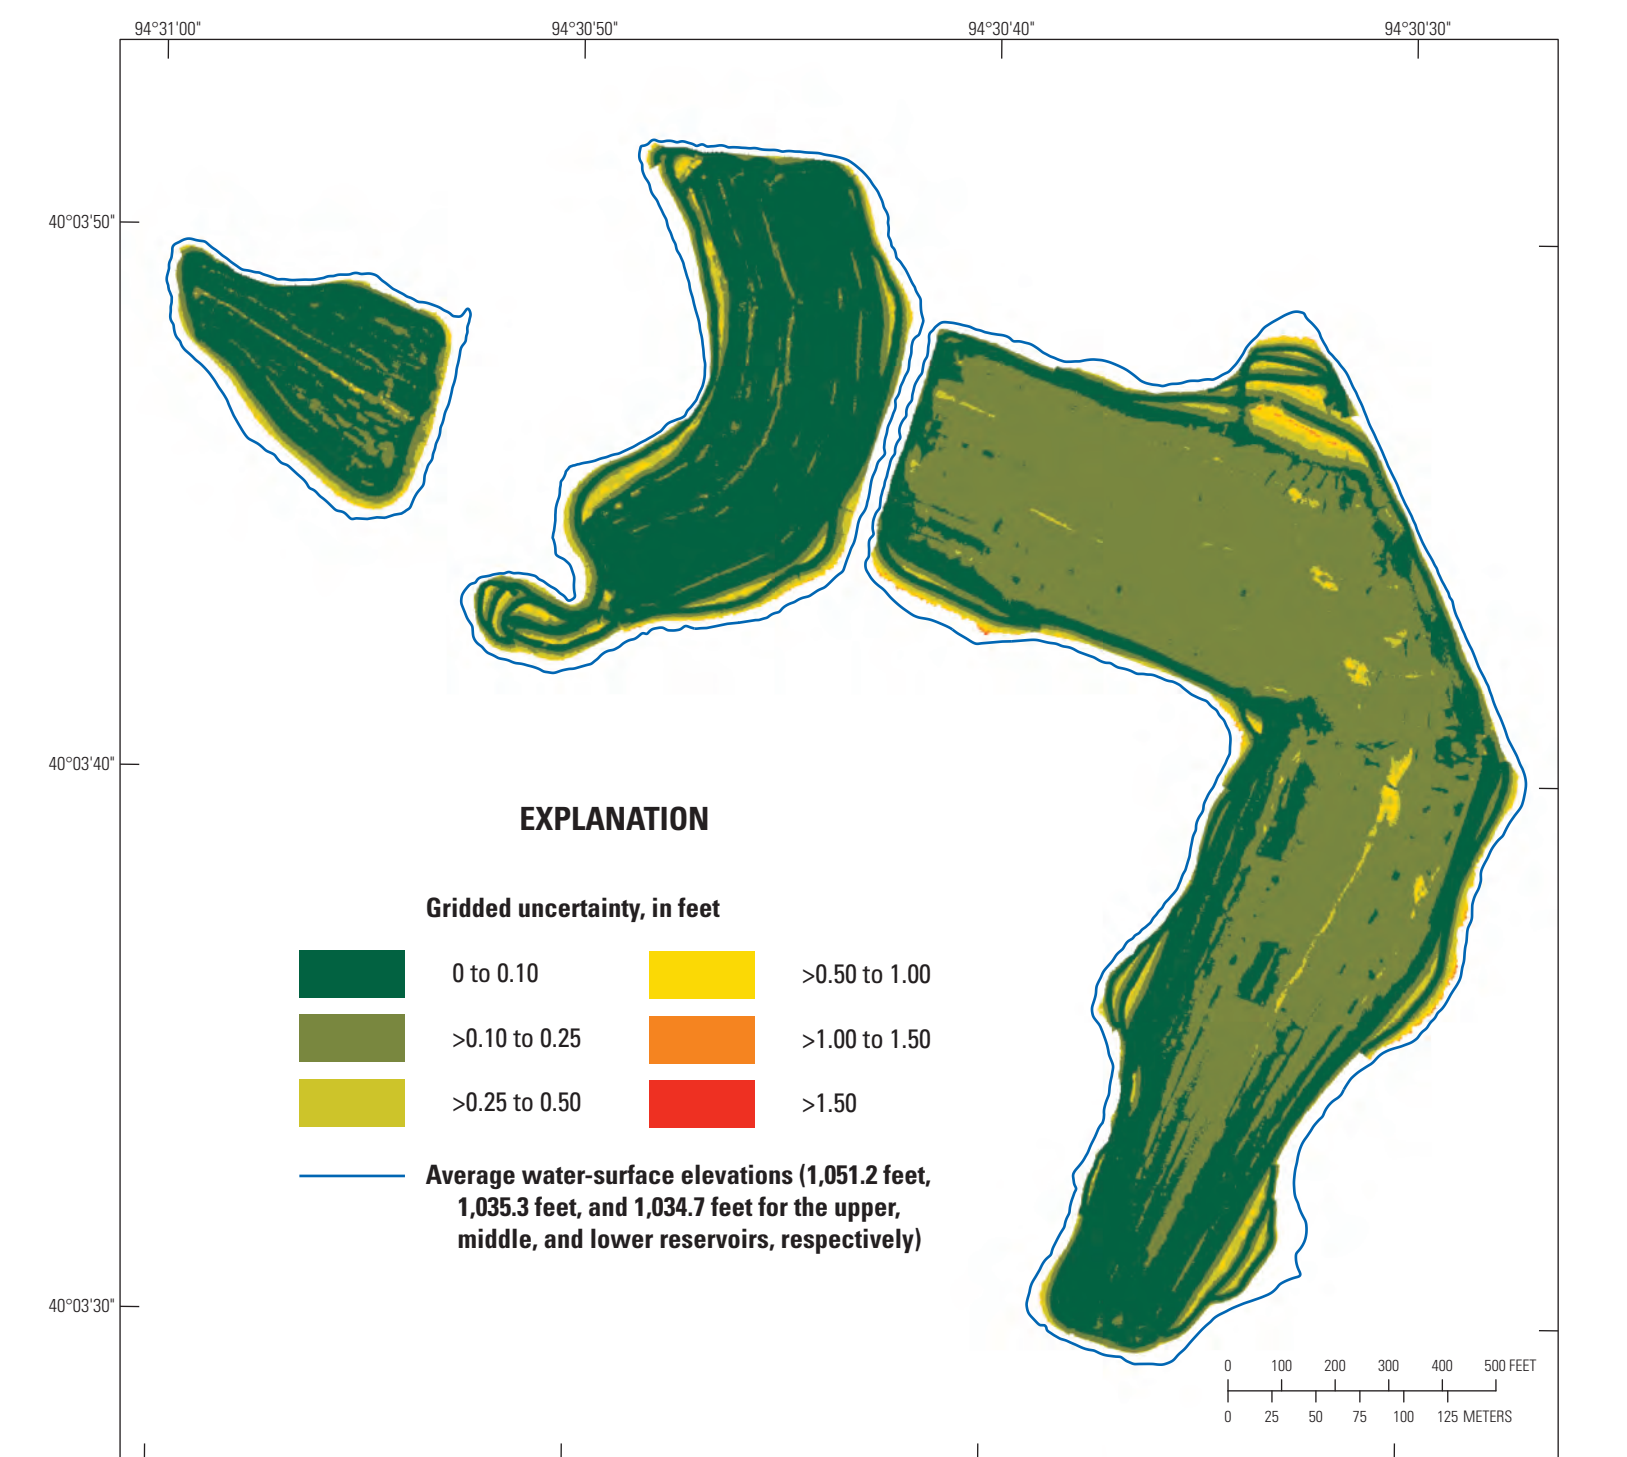 94°31'00" 94°30'50" 94°30'40" 94°30'30"
40°03'50"
40°03'40"
EXPLANATION
Gridded uncertainty, in feet
0 to 0.10 >0.50 to 1.00
>0.10 to 0.25 >1.00 to 1.50
>0.25 to 0.50 >1.50
Average water-surface elevations (1,051.2 feet,
1,035.3 feet, and 1,034.7 feet for the upper,
middle, and lower reservoirs, respectively)
40°03'30"
0 100 200 300 400 500 FEET
0 25 50 75 100 125 METERS